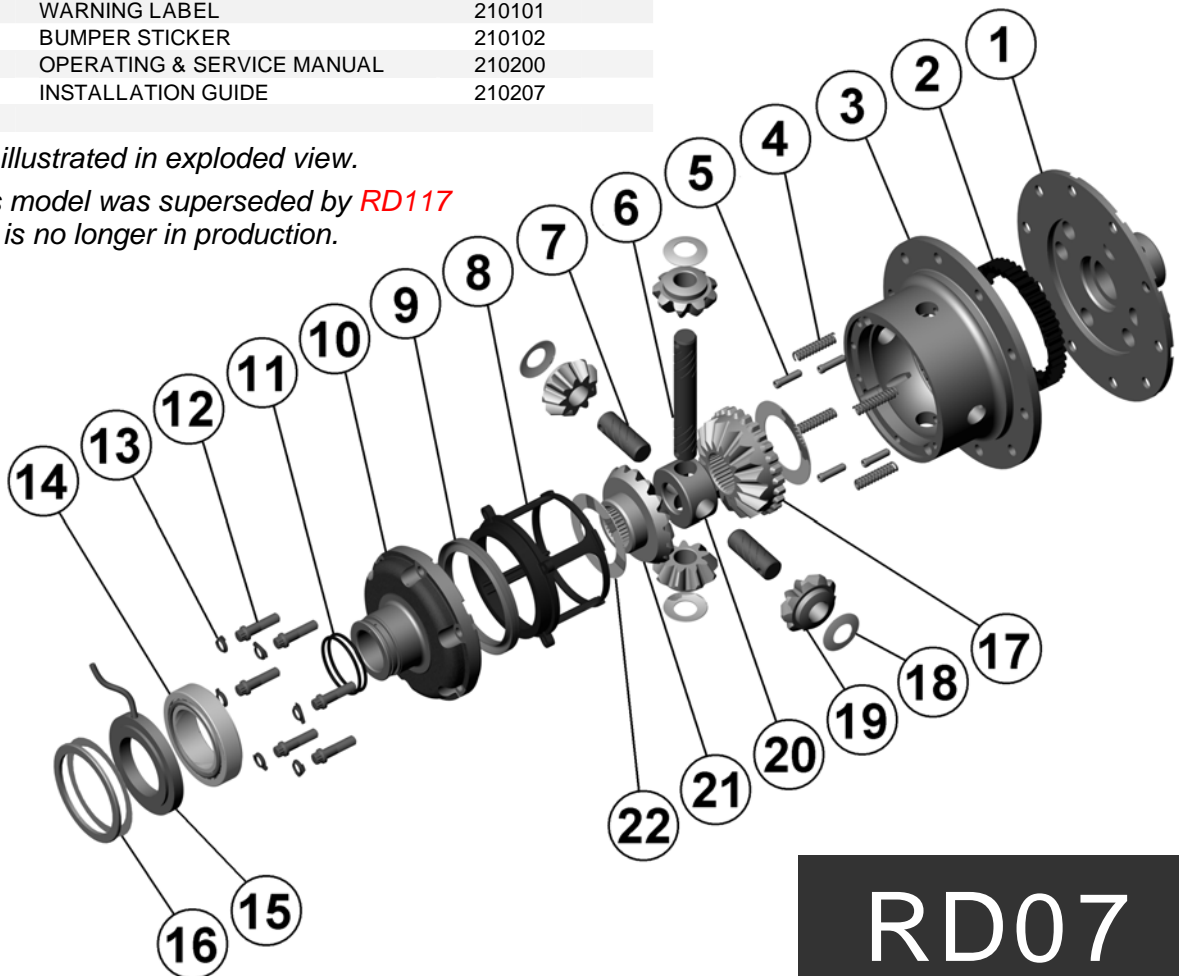 WARNING LABEL 210101
BUMPER STICKER 210102
OPERATING & SERVICE MANUAL 210200
INSTALLATION GUIDE 210207
illustrated in exploded view.
model was superseded by RD117
is no longer in production.
1
2
3
4
5
6
7
8
9
10
11
12
13
14
15
16
17
18
19
20
21
22
RD07